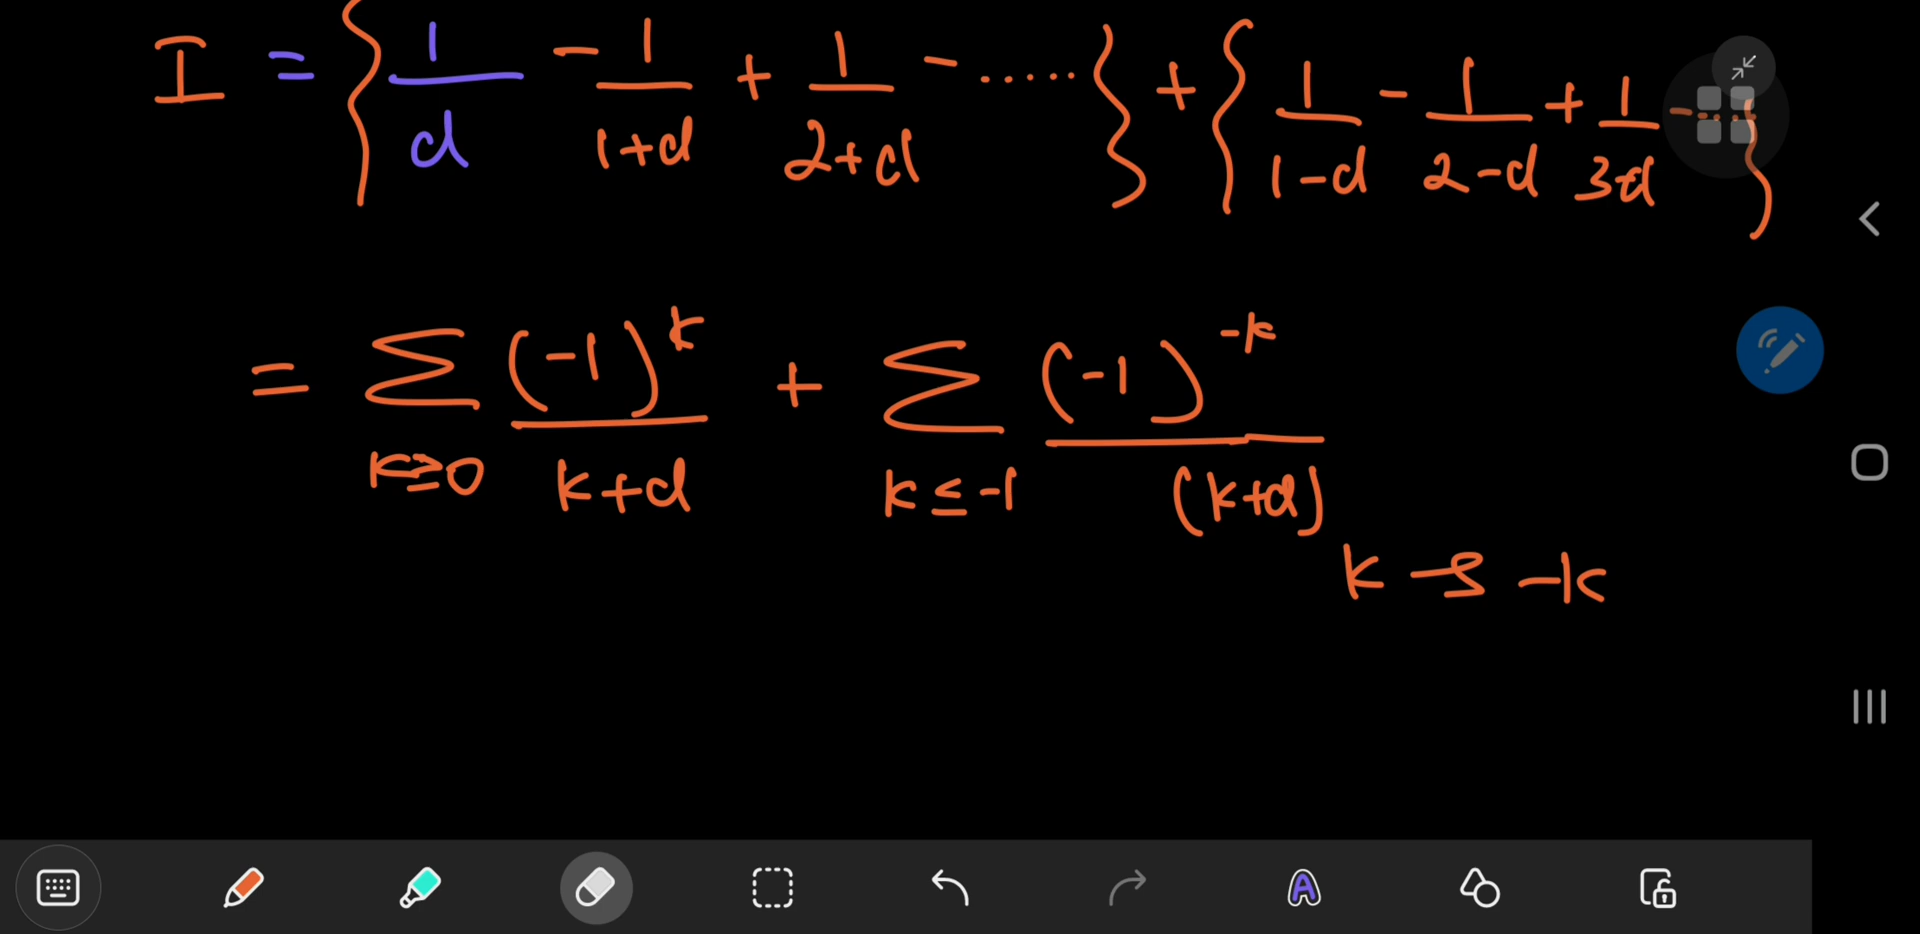 I = { 1/d - 1/(1+d) + 1/(2+d) - ...... } + { 1/(1-d) - 1/(2-d) + 1/(3-d) - .... }
= Σ_{k≥0} (-1)^k/(k+d) + Σ_{k≤-1} (-1)^{-k}/(k+d)
k → -k
A